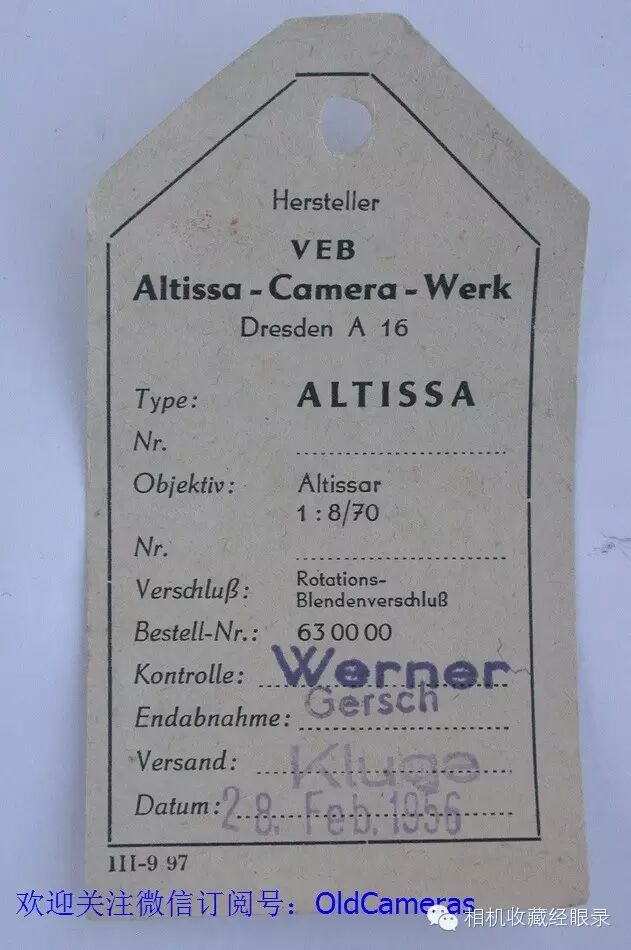 Hersteller
VEB
Altissa-Camera-Werk
Dresden A 16
Type: ALTISSA
Nr.
Objektiv: Altissar
1:8/70
Nr.
Verschluß: Rotations-
Blendenverschluß
Bestell-Nr.: 63 00 00
Kontrolle: Werner
Gersch
Endabnahme:
Versand: Kluge
Datum: 28. Feb. 1956
III-9 97
欢迎关注微信订阅号：OldCameras
相机收藏经眼录